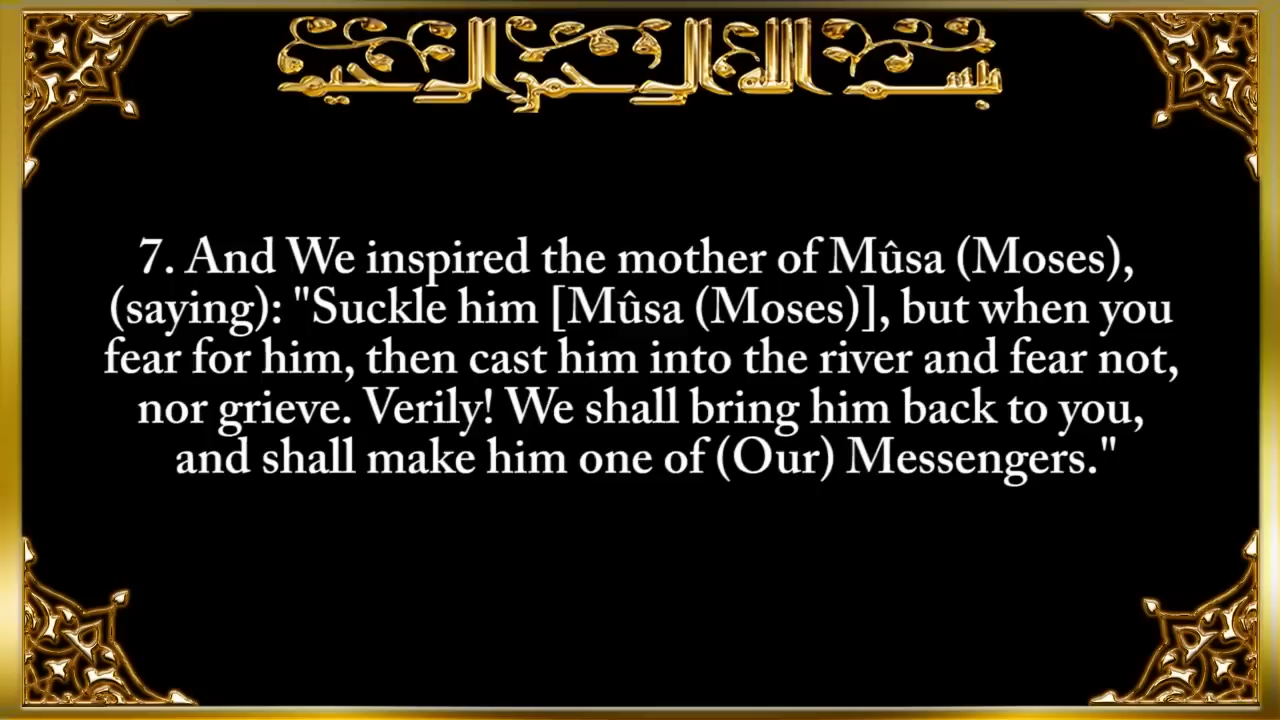 بسم الله الرحمن الرحيم
7. And We inspired the mother of Mûsa (Moses),
(saying): "Suckle him [Mûsa (Moses)], but when you
fear for him, then cast him into the river and fear not,
nor grieve. Verily! We shall bring him back to you,
and shall make him one of (Our) Messengers."